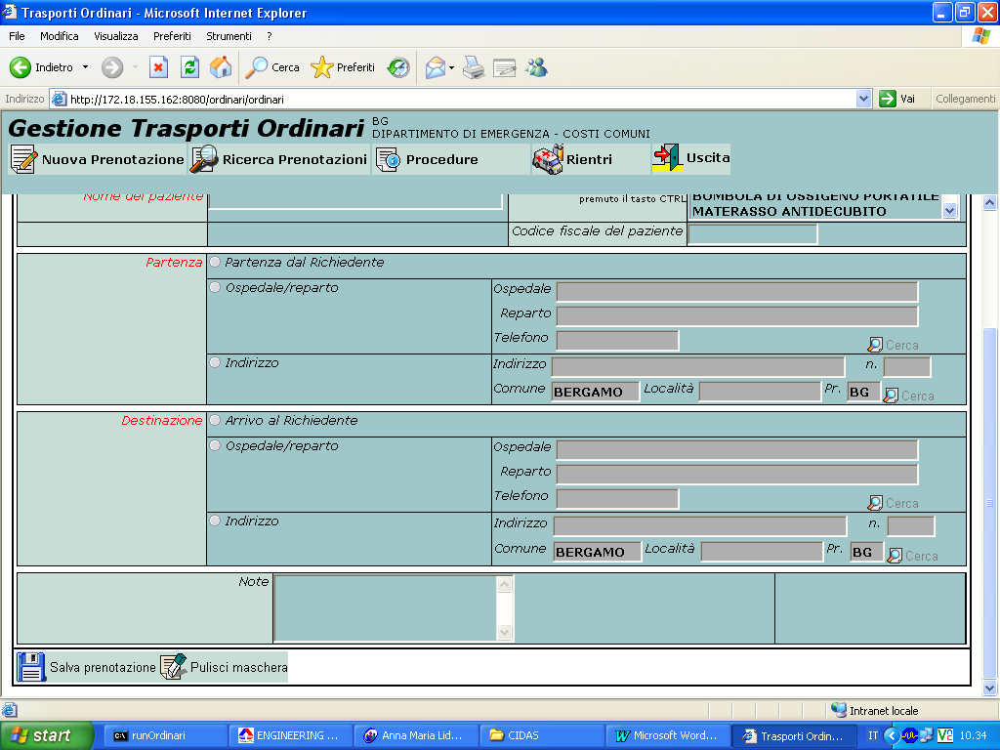 Trasporti Ordinari - Microsoft Internet Explorer
File Modifica Visualizza Preferiti Strumenti ?
Indietro Cerca Preferiti
Indirizzo http://172.18.155.162:8080/ordinari/ordinari Vai Collegamenti
Gestione Trasporti Ordinari BG
DIPARTIMENTO DI EMERGENZA - COSTI COMUNI
Nuova Prenotazione Ricerca Prenotazioni Procedure Rientri Uscita
Nome del paziente premuto il tasto CTRL BOMBOLA DI OSSIGENO PORTATILE
MATERASSO ANTIDECUBITO
Codice fiscale del paziente
Partenza Partenza dal Richiedente
Ospedale/reparto Ospedale
Reparto
Telefono Cerca
Indirizzo Indirizzo n.
Comune BERGAMO Località Pr. BG Cerca
Destinazione Arrivo al Richiedente
Ospedale/reparto Ospedale
Reparto
Telefono Cerca
Indirizzo Indirizzo n.
Comune BERGAMO Località Pr. BG Cerca
Note
Salva prenotazione Pulisci maschera
Intranet locale
start runOrdinari ENGINEERING ... Anna Maria Lid... CIDAS Microsoft Word... Trasporti Ordin... IT 10.34